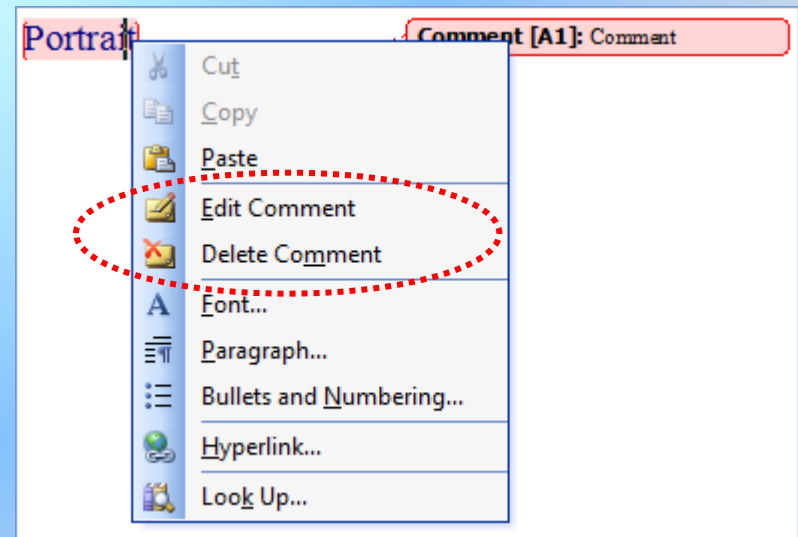 Portrait
Comment [A1]: Comment
Cut
Copy
Paste
Edit Comment
Delete Comment
Font...
Paragraph...
Bullets and Numbering...
Hyperlink...
Look Up...